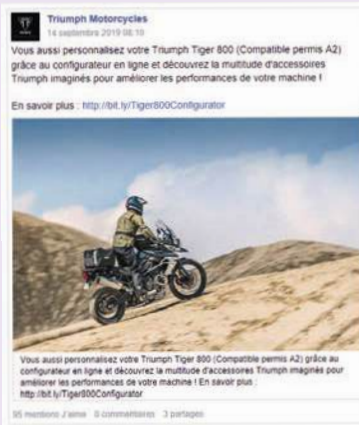 Triumph Motorcycles
14 septembre 2019 08:19
Vous aussi personnalisez votre Triumph Tiger 800 (Compatible permis A2)
grâce au configurateur en ligne et découvrez la multitude d'accessoires
Triumph imaginés pour améliorer les performances de votre machine !
En savoir plus : http://bit.ly/Tiger800Configurator
Vous aussi personnalisez votre Triumph Tiger 800 (Compatible permis A2) grâce au
configurateur en ligne et découvrez la multitude d'accessoires Triumph imaginés pour
améliorer les performances de votre machine ! En savoir plus :
http://bit.ly/Tiger800Configurator
95 mentions J'aime 0 commentaires 3 partages